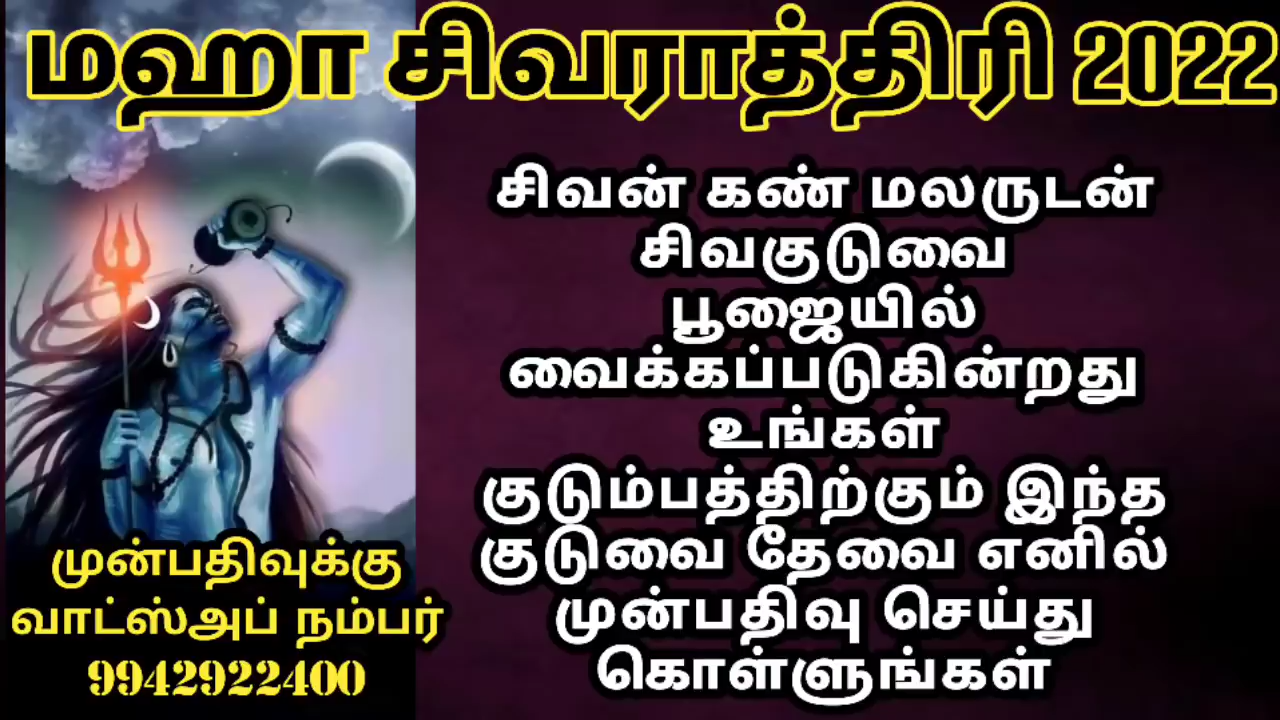 மஹா சிவராத்திரி 2022
சிவன் கண் மலருடன்
சிவகுடுவை
பூஜையில்
வைக்கப்படுகின்றது
உங்கள்
குடும்பத்திற்கும் இந்த
குடுவை தேவை எனில்
முன்பதிவு செய்து
கொள்ளுங்கள்
முன்பதிவுக்கு
வாட்ஸ்அப் நம்பர்
9942922400